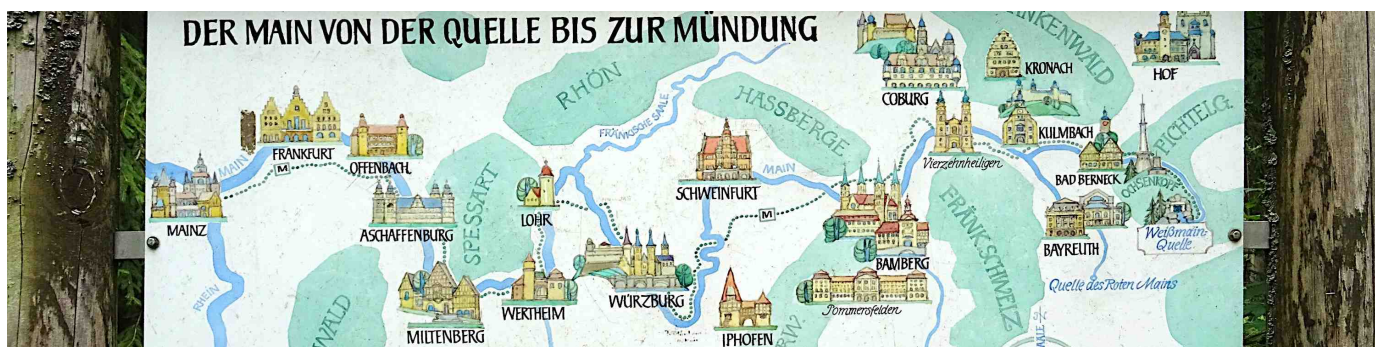 DER MAIN VON DER QUELLE BIS ZUR MÜNDUNG
RHÖN
FRÄNKISCHE SAALE
HASSBERGE
COBURG
KRONACH
HOF
MAIN
FRANKFURT
OFFENBACH
M
MAINZ
ASCHAFFENBURG
SPESSART
LOHR
SCHWEINFURT
MAIN
M
Vierzehnheiligen
KULMBACH
BAD BERNECK
FICHTELG
OCHSENKOPF
Weißmain-
Quelle
BAYREUTH
Quelle des Roten Mains
FRÄNK. SCHWEIZ
BAMBERG
Pommersfelden
RHEIN
MILTENBERG
WERTHEIM
WÜRZBURG
IPHOFEN